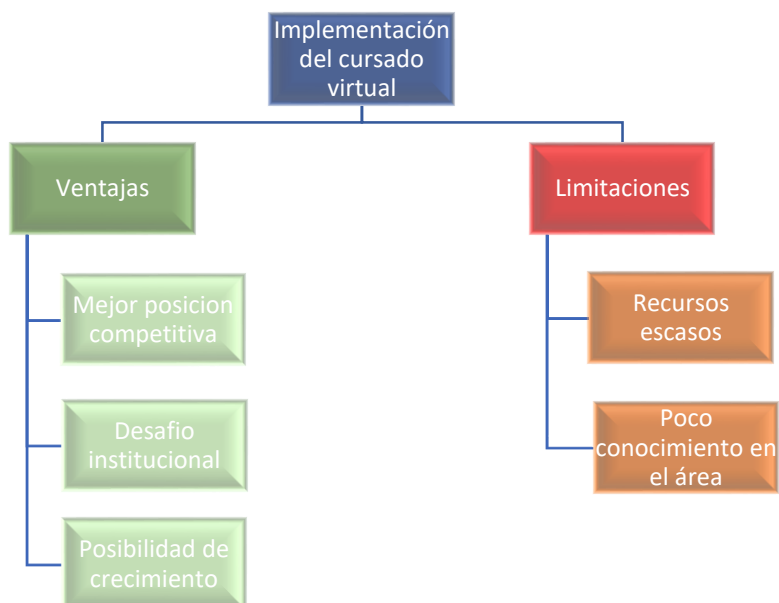 Implementación
del cursado
virtual
Ventajas
Limitaciones
Mejor posicion
competitiva
Desafio
institucional
Posibilidad de
crecimiento
Recursos
escasos
Poco
conocimiento en
el área